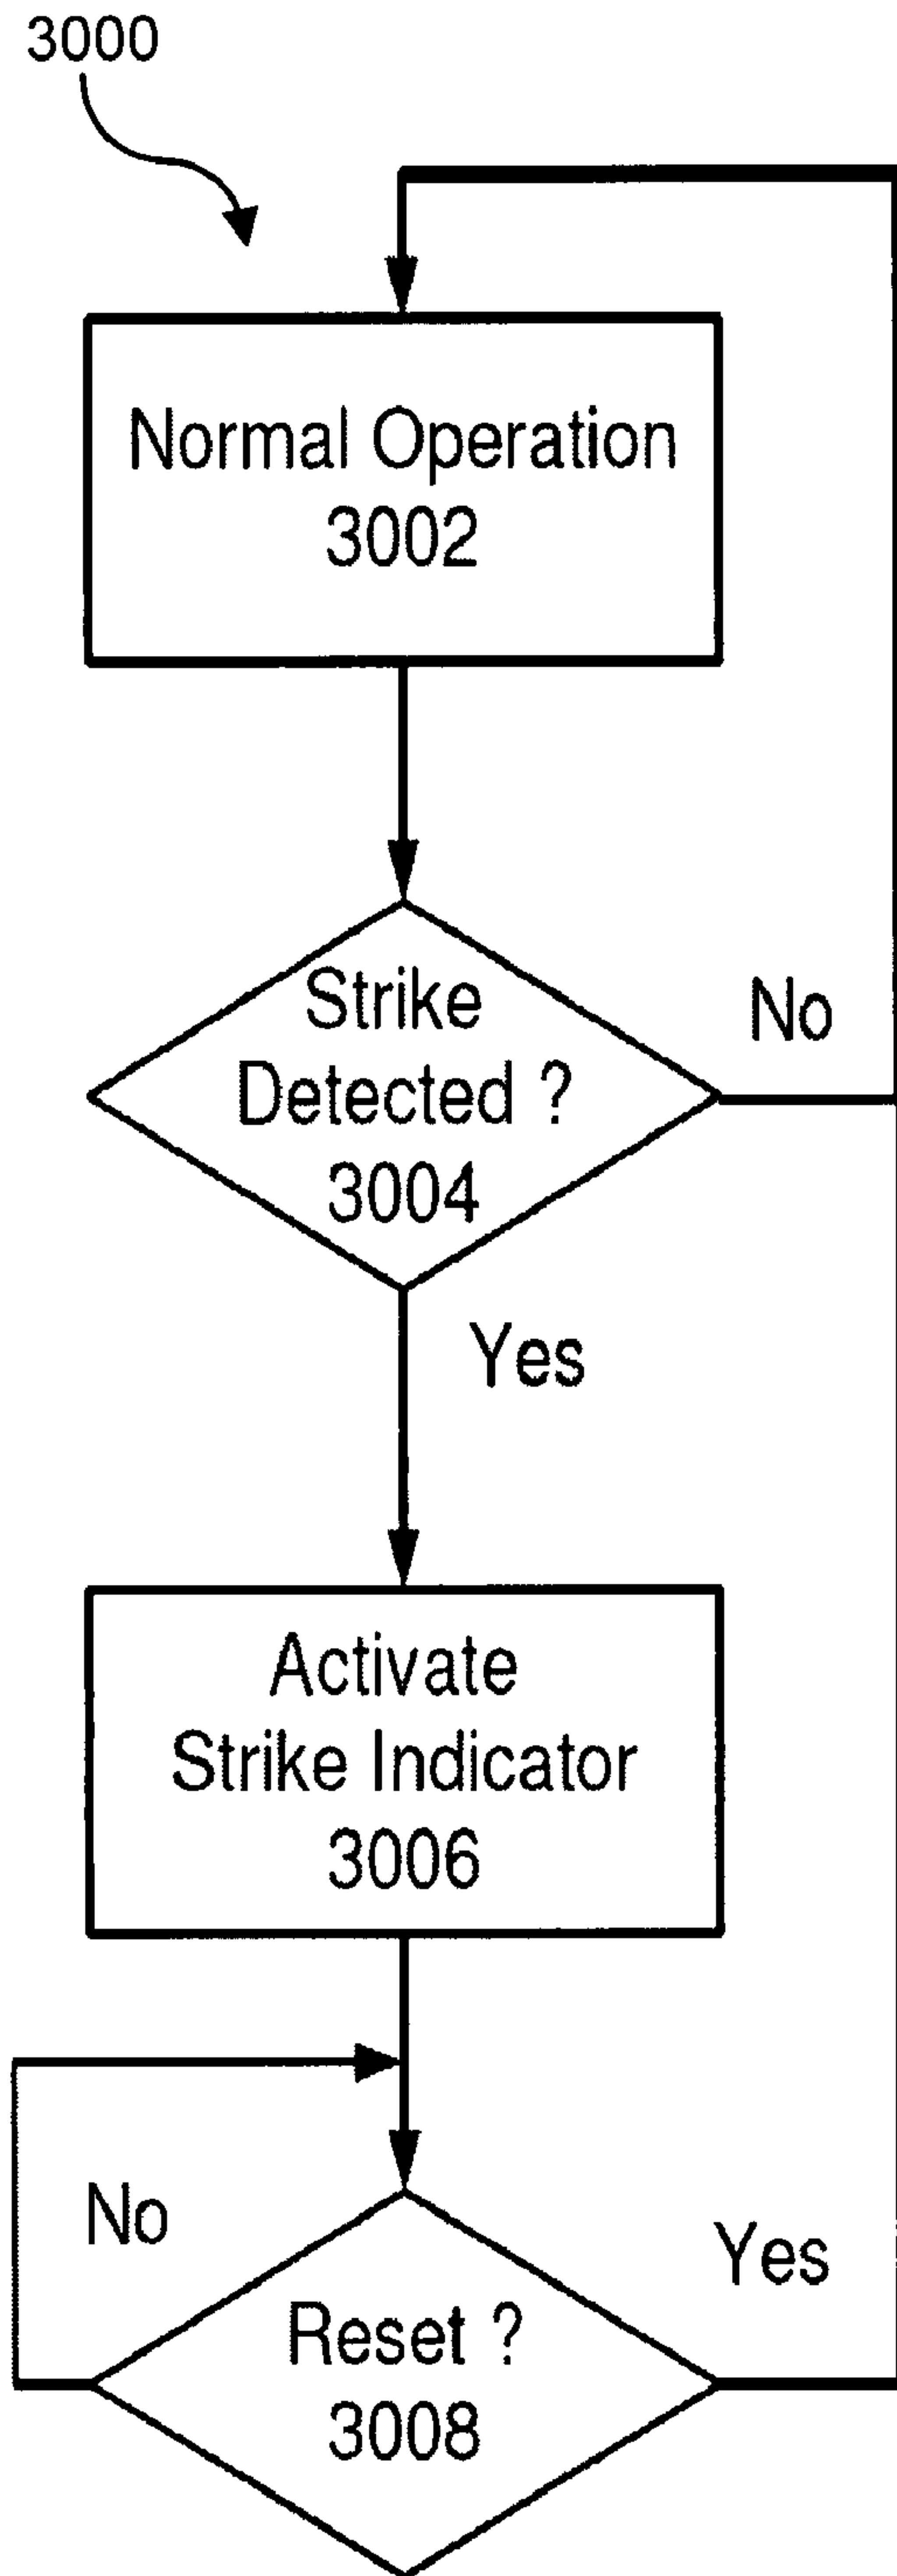 3000
Normal Operation
3002
Strike
Detected ?
3004
No
Yes
Activate
Strike Indicator
3006
No
Yes
Reset ?
3008